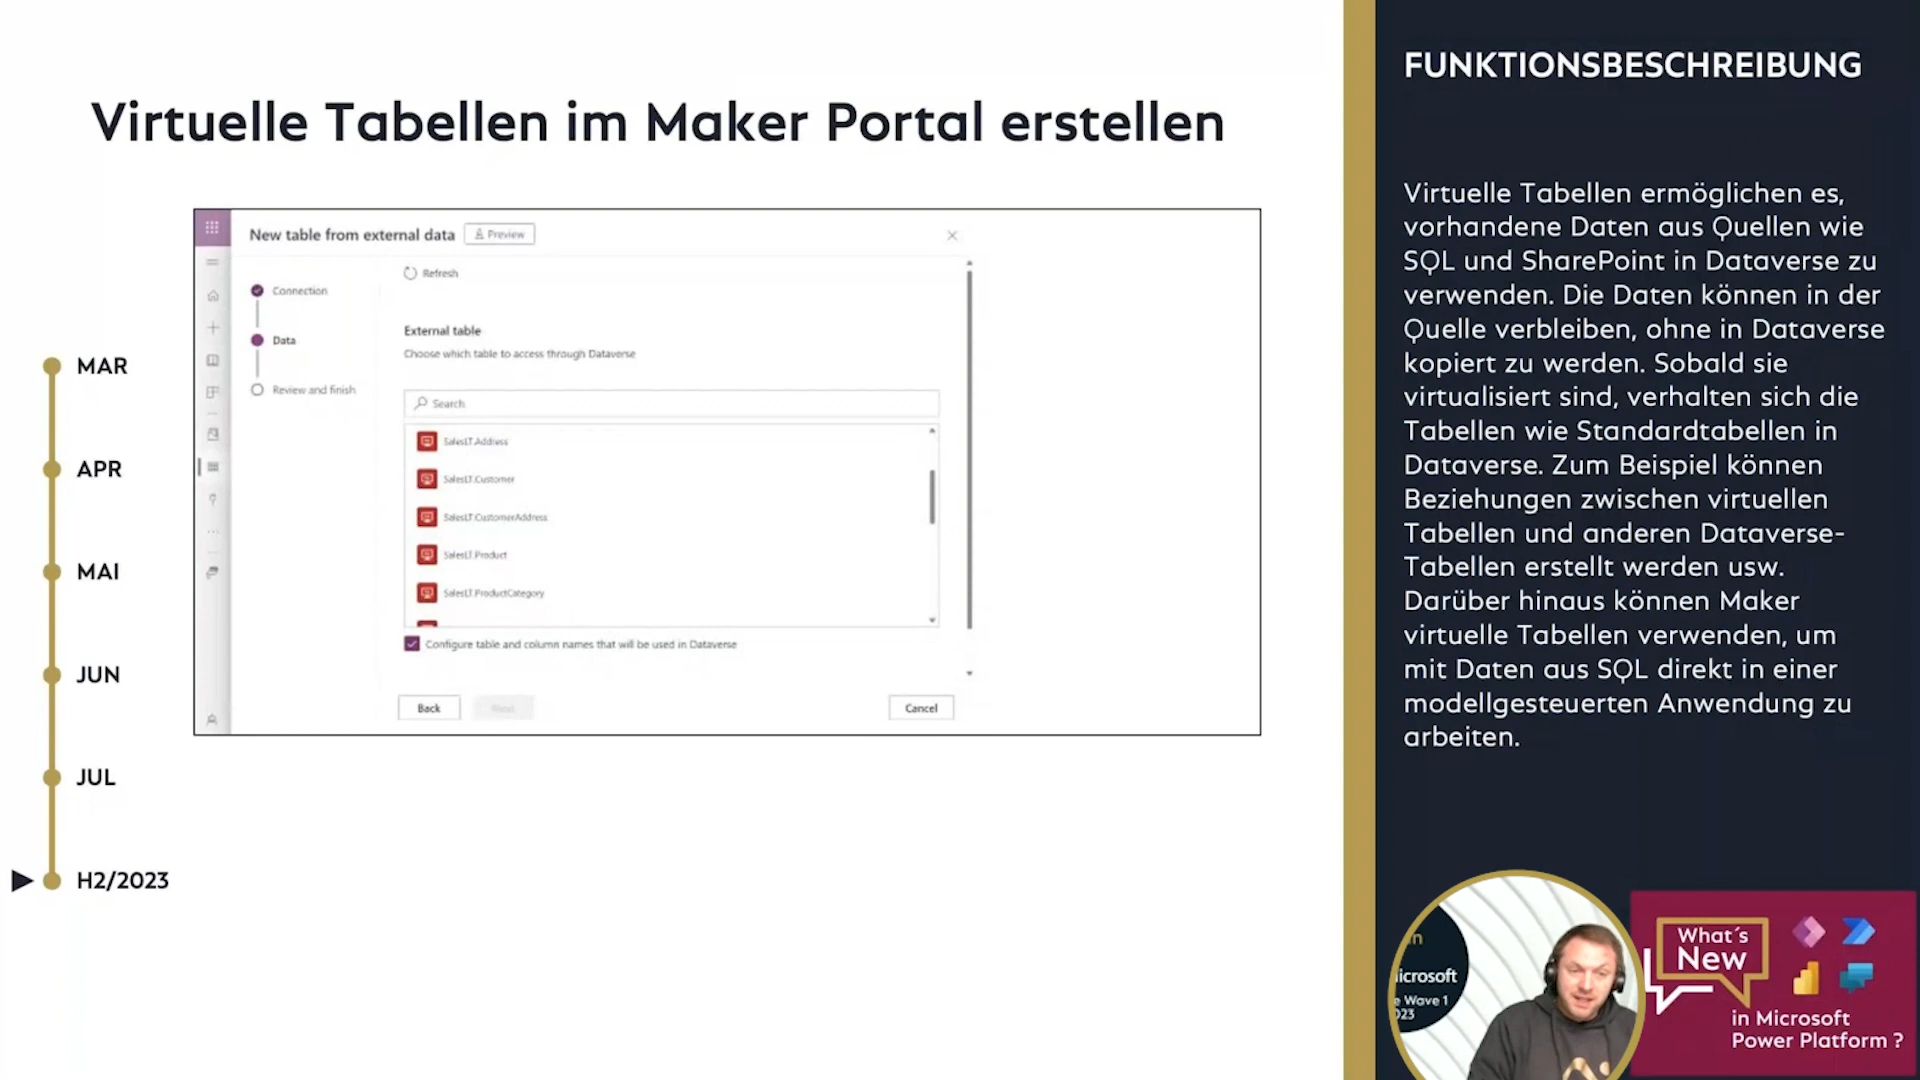 Virtuelle Tabellen im Maker Portal erstellen
New table from external data
Preview
Connection
Data
Review and finish
Refresh
External table
Choose which table to access through Dataverse
Search
SalesLT.Address
SalesLT.Customer
SalesLT.CustomerAddress
SalesLT.Product
SalesLT.ProductCategory
Configure table and column names that will be used in Dataverse
Back
Next
Cancel
MAR
APR
MAI
JUN
JUL
H2/2023
FUNKTIONSBESCHREIBUNG
Virtuelle Tabellen ermöglichen es,
vorhandene Daten aus Quellen wie
SQL und SharePoint in Dataverse zu
verwenden. Die Daten können in der
Quelle verbleiben, ohne in Dataverse
kopiert zu werden. Sobald sie
virtualisiert sind, verhalten sich die
Tabellen wie Standardtabellen in
Dataverse. Zum Beispiel können
Beziehungen zwischen virtuellen
Tabellen und anderen Dataverse-
Tabellen erstellt werden usw.
Darüber hinaus können Maker
virtuelle Tabellen verwenden, um
mit Daten aus SQL direkt in einer
modellgesteuerten Anwendung zu
arbeiten.
in
icrosoft
e Wave 1
023
What´s
New
in Microsoft
Power Platform ?